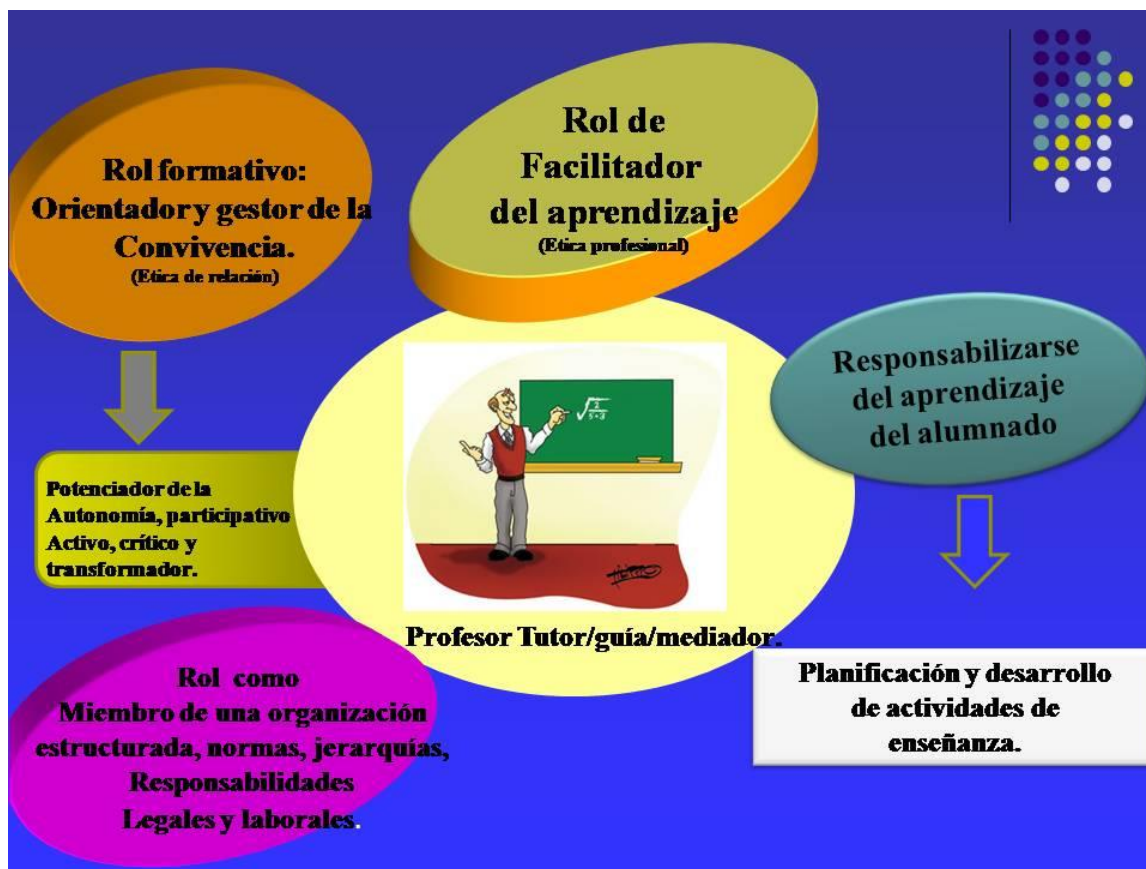 Rol formativo:
Orientador y gestor de la
Convivencia.
(Etica de relación)
Rol de
Facilitador
del aprendizaje
(Etica profesional)
Responsabilizarse
del aprendizaje
del alumnado
Potenciador de la
Autonomía, participativo
Activo, crítico y
transformador.
Profesor Tutor/guía/mediador.
Planificación y desarrollo
de actividades de
enseñanza.
Rol como
Miembro de una organización
estructurada, normas, jerarquías,
Responsabilidades
Legales y laborales.